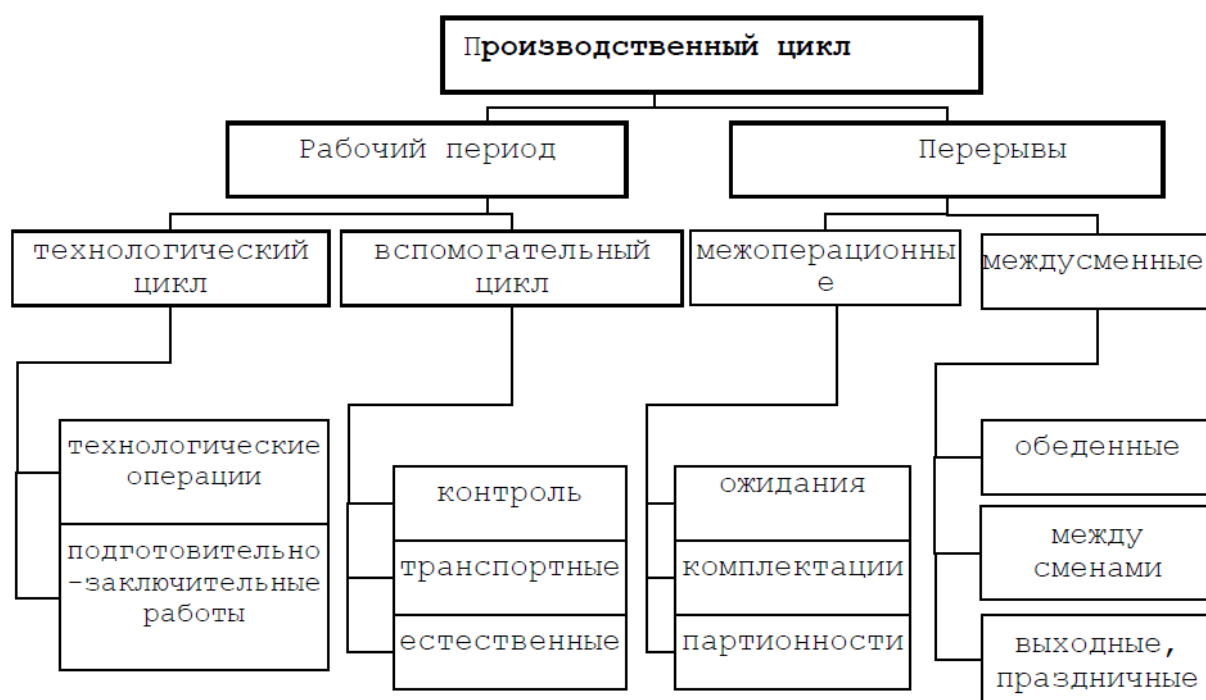 Производственный цикл
Рабочий период
Перерывы
технологический
цикл
вспомогательный
цикл
межоперационны
е
междусменные
технологические
операции
подготовительно
-заключительные
работы
контроль
транспортные
естественные
ожидания
комплектации
партионности
обеденные
между
сменами
выходные,
праздничные